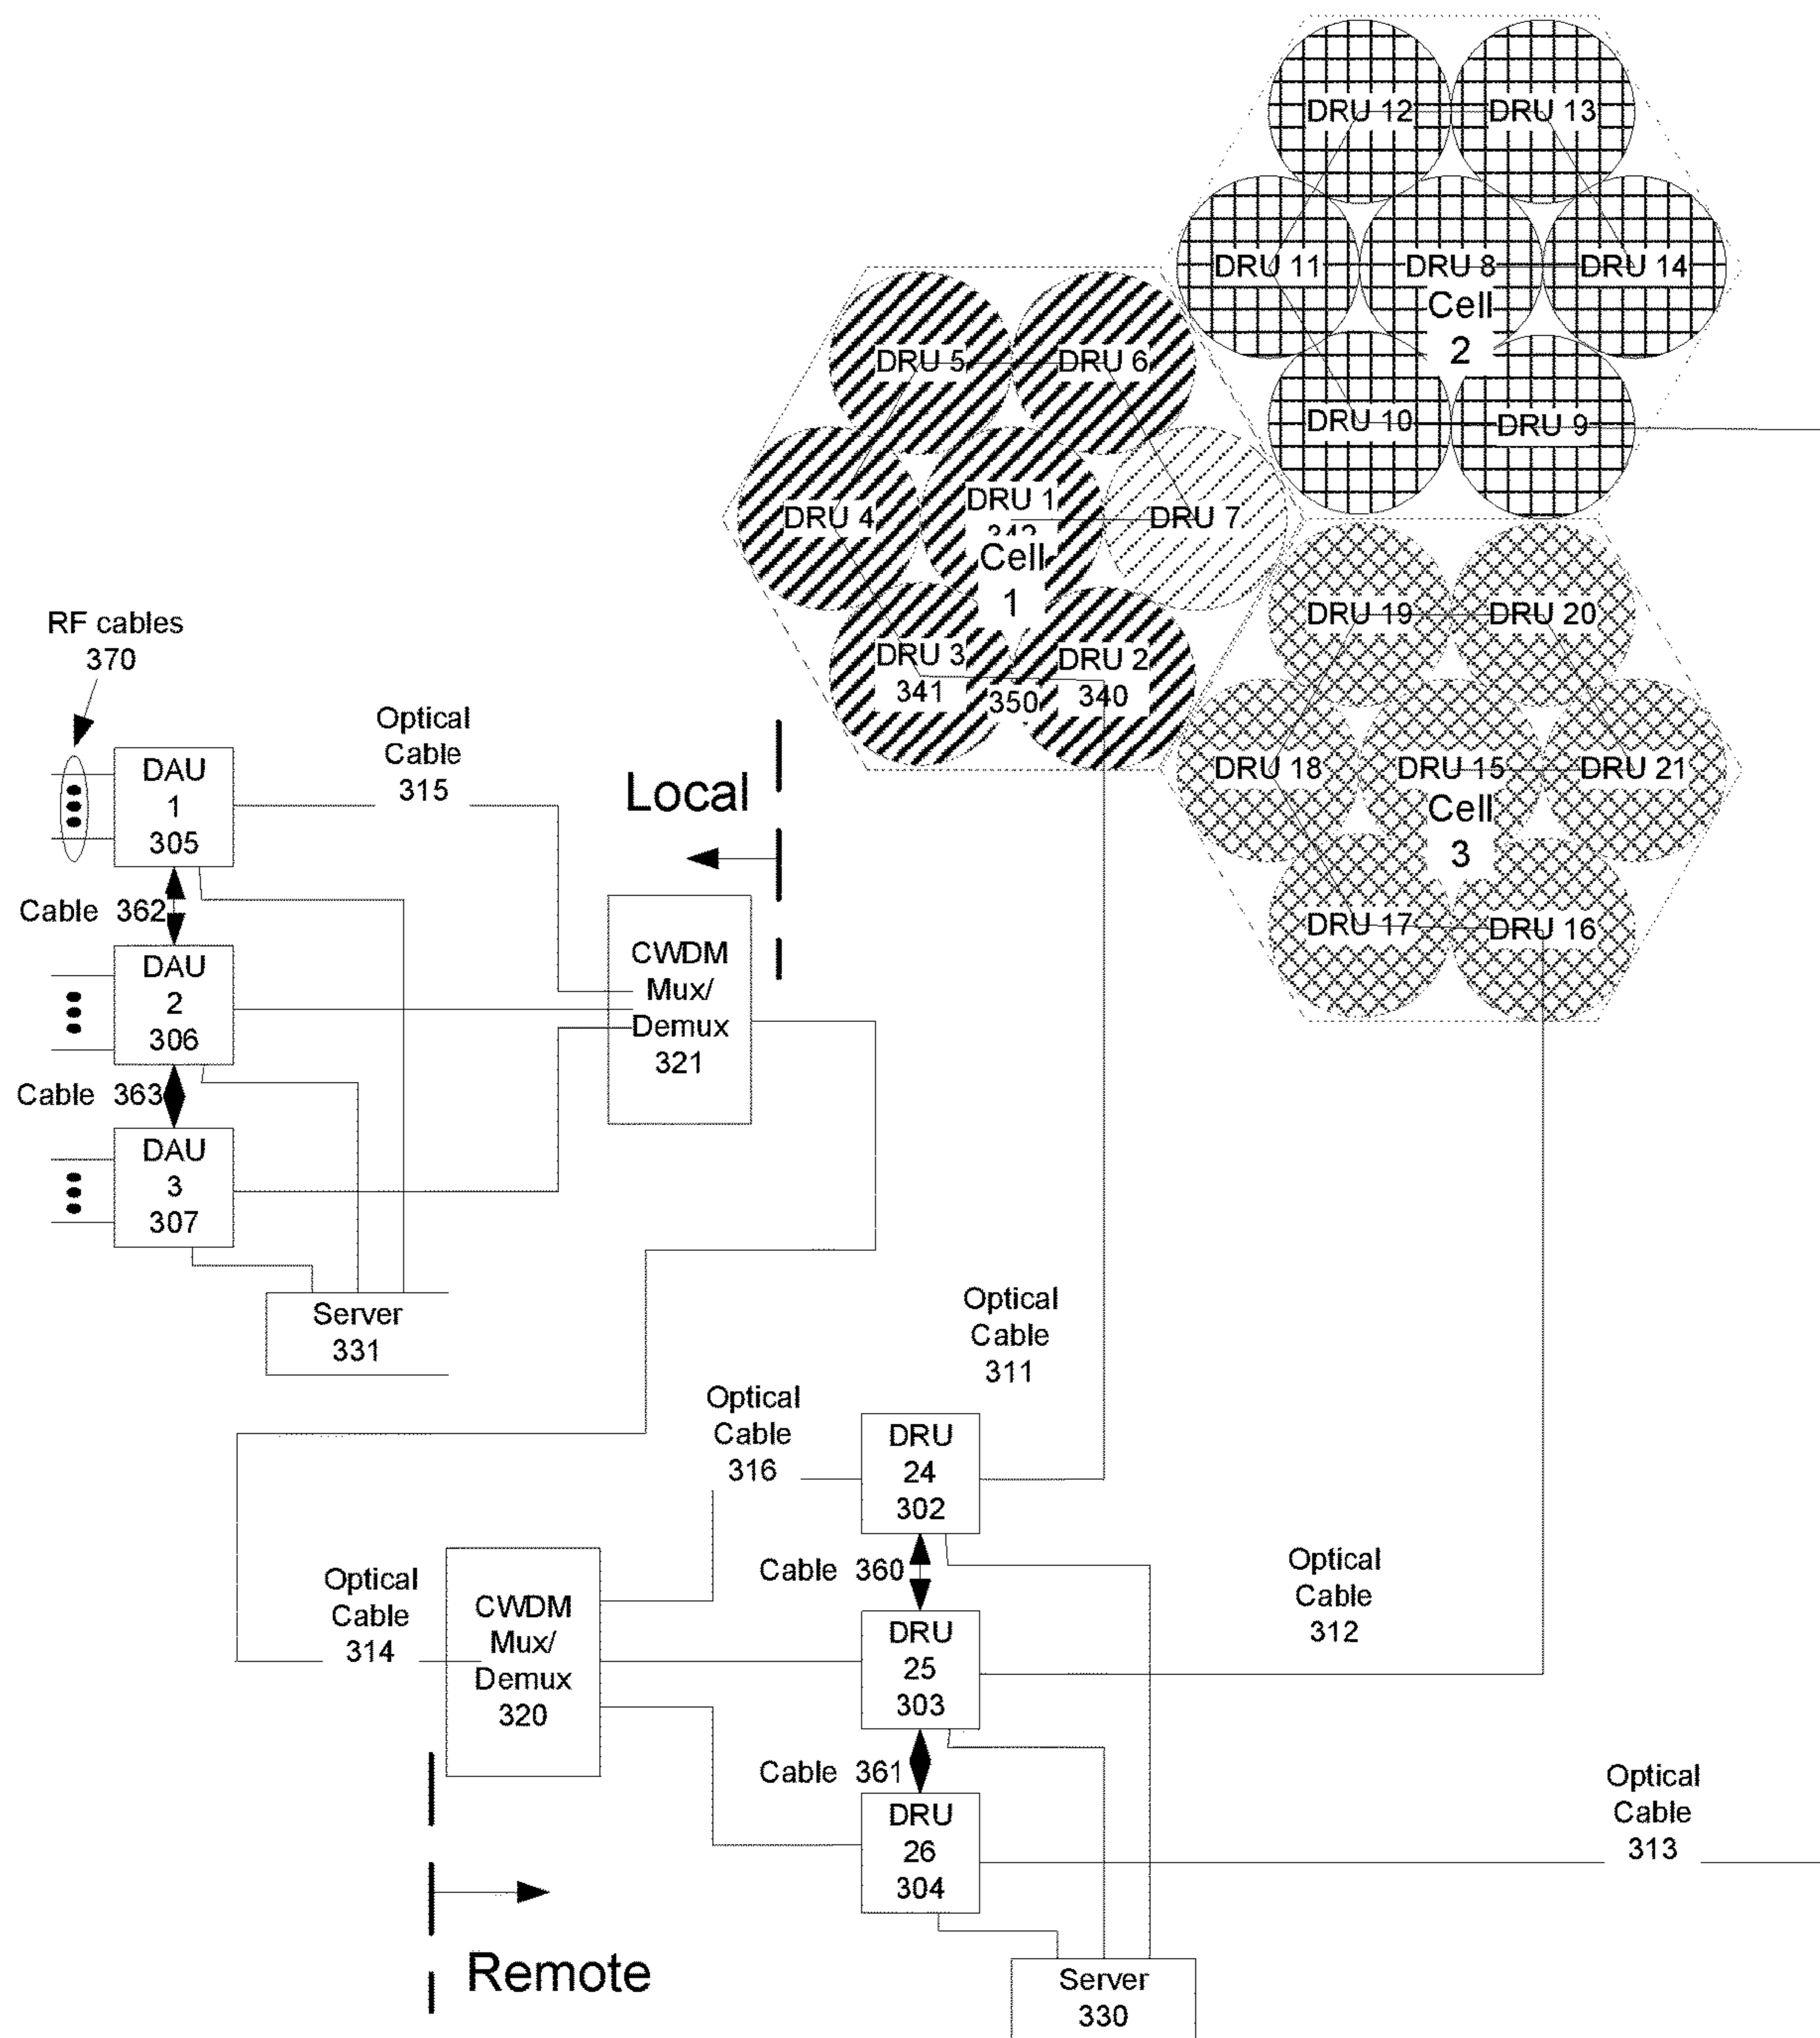 DRU 12
DRU 13
DRU 11
DRU 8
DRU 14
Cell
2
DRU 10
DRU 9
DRU 5
DRU 6
DRU 4
DRU 1
DRU 7
Cell
1
DRU 3
341
350
DRU 2
340
DRU 19
DRU 20
DRU 18
DRU 15
DRU 21
Cell
3
DRU 17
DRU 16
RF cables
370
Optical
Cable
315
Local
DAU
1
305
Cable 362
DAU
2
306
Cable 363
DAU
3
307
CWDM
Mux/
Demux
321
Server
331
Optical
Cable
311
Optical
Cable
316
DRU
24
302
Cable 360
Optical
Cable
314
CWDM
Mux/
Demux
320
DRU
25
303
Optical
Cable
312
Cable 361
DRU
26
304
Optical
Cable
313
Remote
Server
330